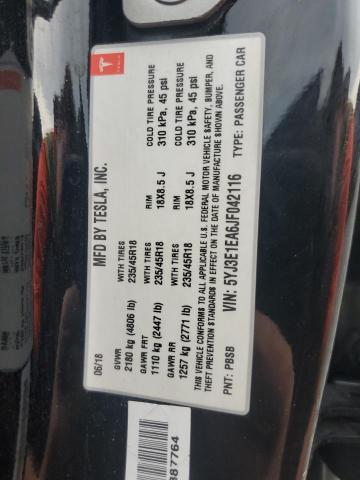 TESLA
MFD BY TESLA, INC.
06/18
GVWR
2180 kg (4806 lb)
WITH TIRES
235/45R18
RIM
18X8.5 J
COLD TIRE PRESSURE
310 kPa, 45 psi
GAWR FRT
1110 kg (2447 lb)
WITH TIRES
235/45R18
RIM
18X8.5 J
COLD TIRE PRESSURE
310 kPa, 45 psi
GAWR RR
1257 kg (2771 lb)
WITH TIRES
235/45R18
THIS VEHICLE CONFORMS TO ALL APPLICABLE U.S. FEDERAL MOTOR VEHICLE SAFETY, BUMPER, AND
THEFT PREVENTION STANDARDS IN EFFECT ON THE DATE OF MANUFACTURE SHOWN ABOVE.
VIN: 5YJ3E1EA6JF042116
TYPE: PASSENGER CAR
PNT: PBSB
387764